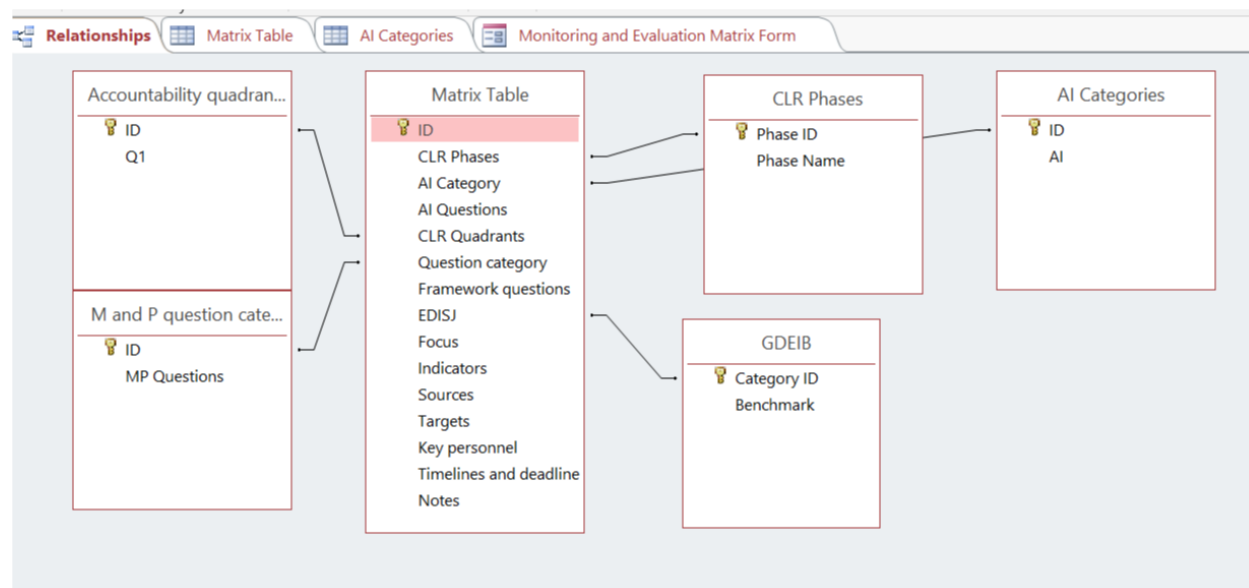 Relationships
Matrix Table
AI Categories
Monitoring and Evaluation Matrix Form
Accountability quadran...
ID
Q1
M and P question cate...
ID
MP Questions
Matrix Table
ID
CLR Phases
AI Category
AI Questions
CLR Quadrants
Question category
Framework questions
EDISJ
Focus
Indicators
Sources
Targets
Key personnel
Timelines and deadline
Notes
CLR Phases
Phase ID
Phase Name
GDEIB
Category ID
Benchmark
AI Categories
ID
AI